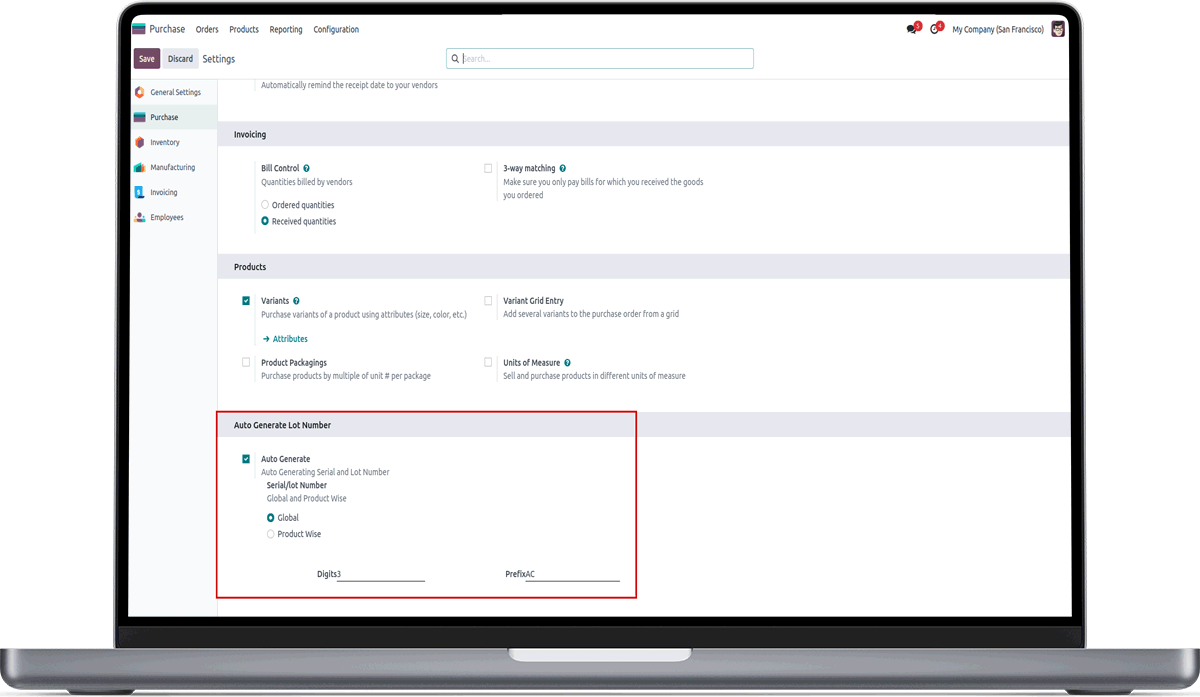 Purchase Orders Products Reporting Configuration 5 4 My Company (San Francisco)
Save Discard Settings Search...
General Settings
Purchase
Inventory
Manufacturing
Invoicing
Employees
Automatically remind the receipt date to your vendors
Invoicing
Bill Control ?
Quantities billed by vendors
Ordered quantities
Received quantities
3-way matching ?
Make sure you only pay bills for which you received the goods
you ordered
Products
Variants ?
Purchase variants of a product using attributes (size, color, etc.)
Attributes
Variant Grid Entry
Add several variants to the purchase order from a grid
Product Packagings
Purchase products by multiple of unit # per package
Units of Measure ?
Sell and purchase products in different units of measure
Auto Generate Lot Number
Auto Generate
Auto Generating Serial and Lot Number
Serial/lot Number
Global and Product Wise
Global
Product Wise
Digits3 PrefixAC